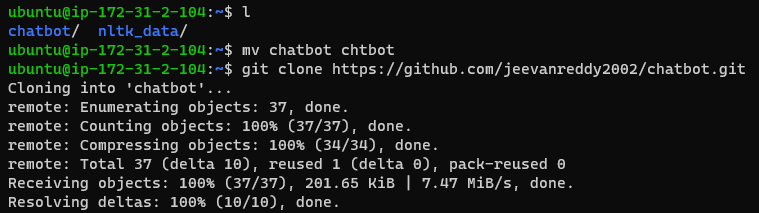 ubuntu@ip-172-31-2-104:~$ l
chatbot/  nltk_data/
ubuntu@ip-172-31-2-104:~$ mv chatbot chtbot
ubuntu@ip-172-31-2-104:~$ git clone https://github.com/jeevanreddy2002/chatbot.git
Cloning into 'chatbot'...
remote: Enumerating objects: 37, done.
remote: Counting objects: 100% (37/37), done.
remote: Compressing objects: 100% (34/34), done.
remote: Total 37 (delta 10), reused 1 (delta 0), pack-reused 0
Receiving objects: 100% (37/37), 201.65 KiB | 7.47 MiB/s, done.
Resolving deltas: 100% (10/10), done.